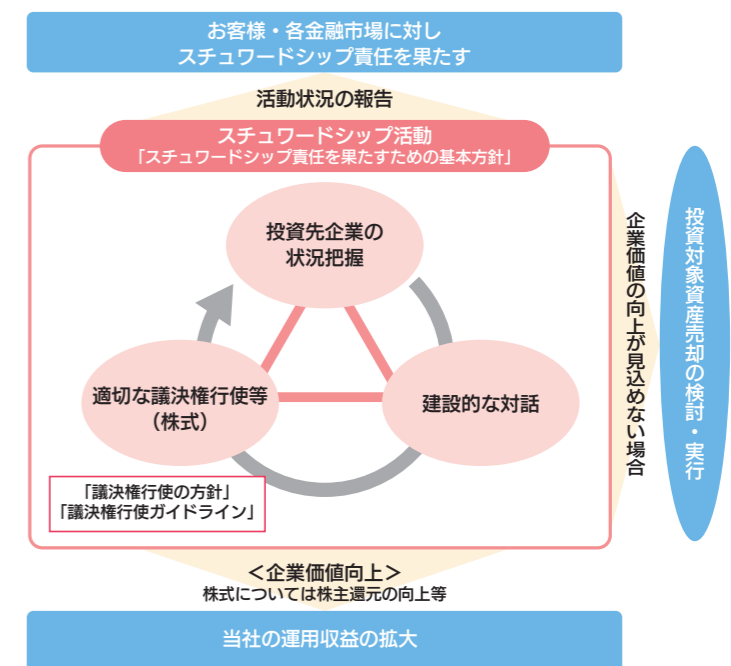 お客様・各金融市場に対し
スチュワードシップ責任を果たす
活動状況の報告
スチュワードシップ活動
「スチュワードシップ責任を果たすための基本方針」
投資先企業の
状況把握
適切な議決権行使等
（株式）
建設的な対話
「議決権行使の方針」
「議決権行使ガイドライン」
企業価値の向上が見込めない場合
投資対象資産売却の検討・実行
＜企業価値向上＞
株式については株主還元の向上等
当社の運用収益の拡大